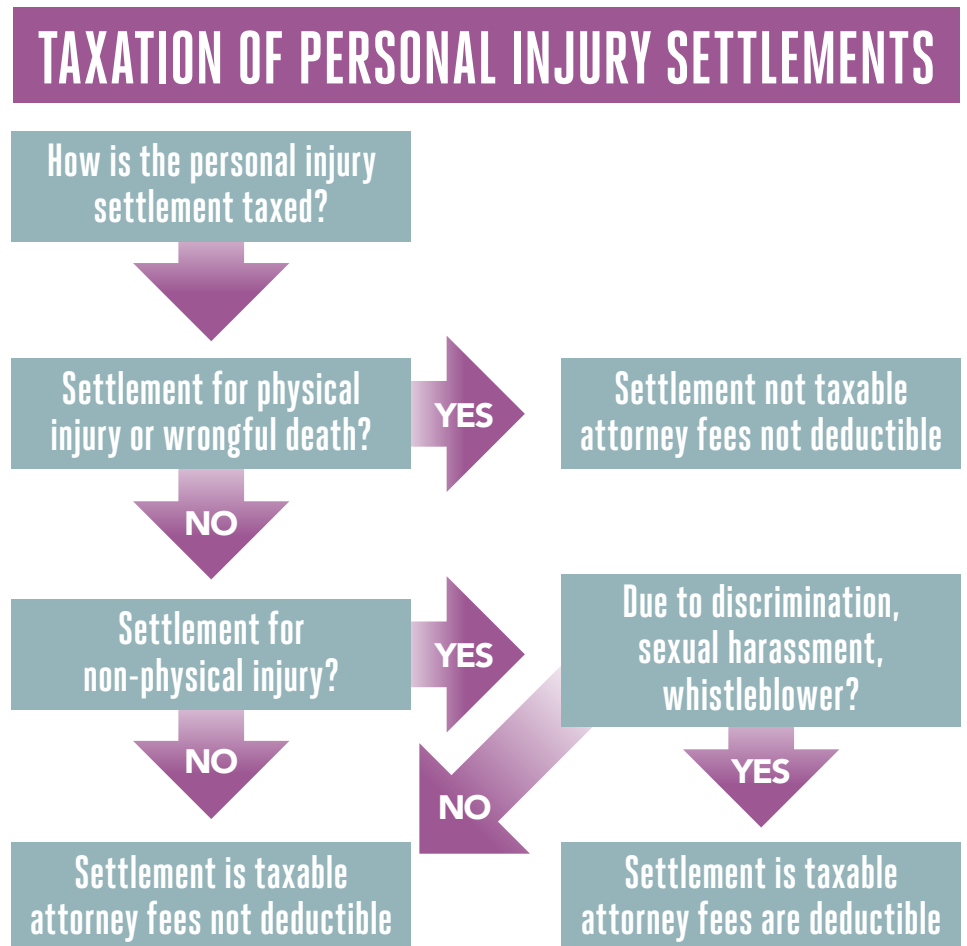 TAXATION OF PERSONAL INJURY SETTLEMENTS
How is the personal injury
settlement taxed?
Settlement for physical
injury or wrongful death?
YES
Settlement not taxable
attorney fees not deductible
NO
Settlement for
non-physical injury?
YES
Due to discrimination,
sexual harassment,
whistleblower?
NO
NO
YES
Settlement is taxable
attorney fees not deductible
Settlement is taxable
attorney fees are deductible